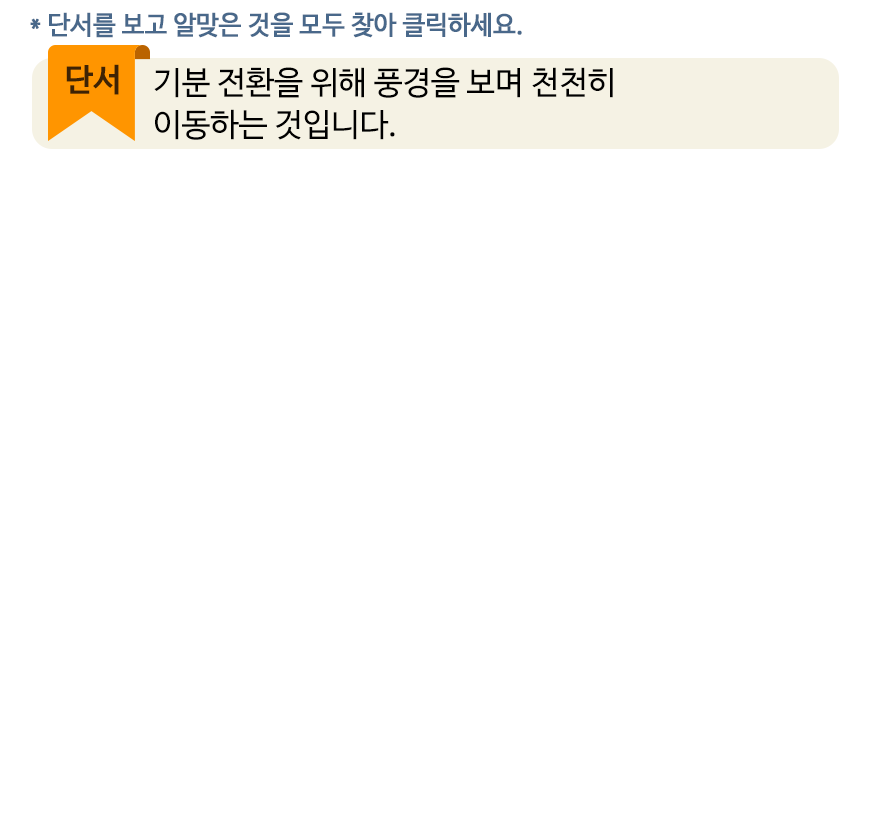 * 단서를 보고 알맞은 것을 모두 찾아 클릭하세요.
단서
기분 전환을 위해 풍경을 보며 천천히
이동하는 것입니다.